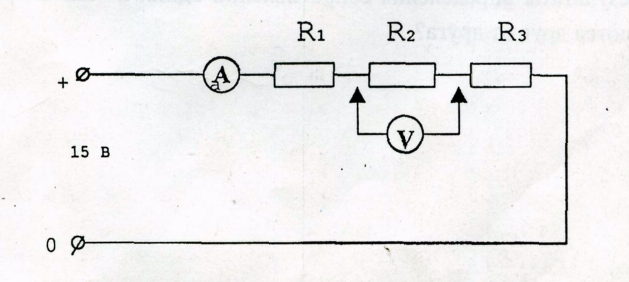 R₁ R₂ R₃
+ A
V
15 В
0